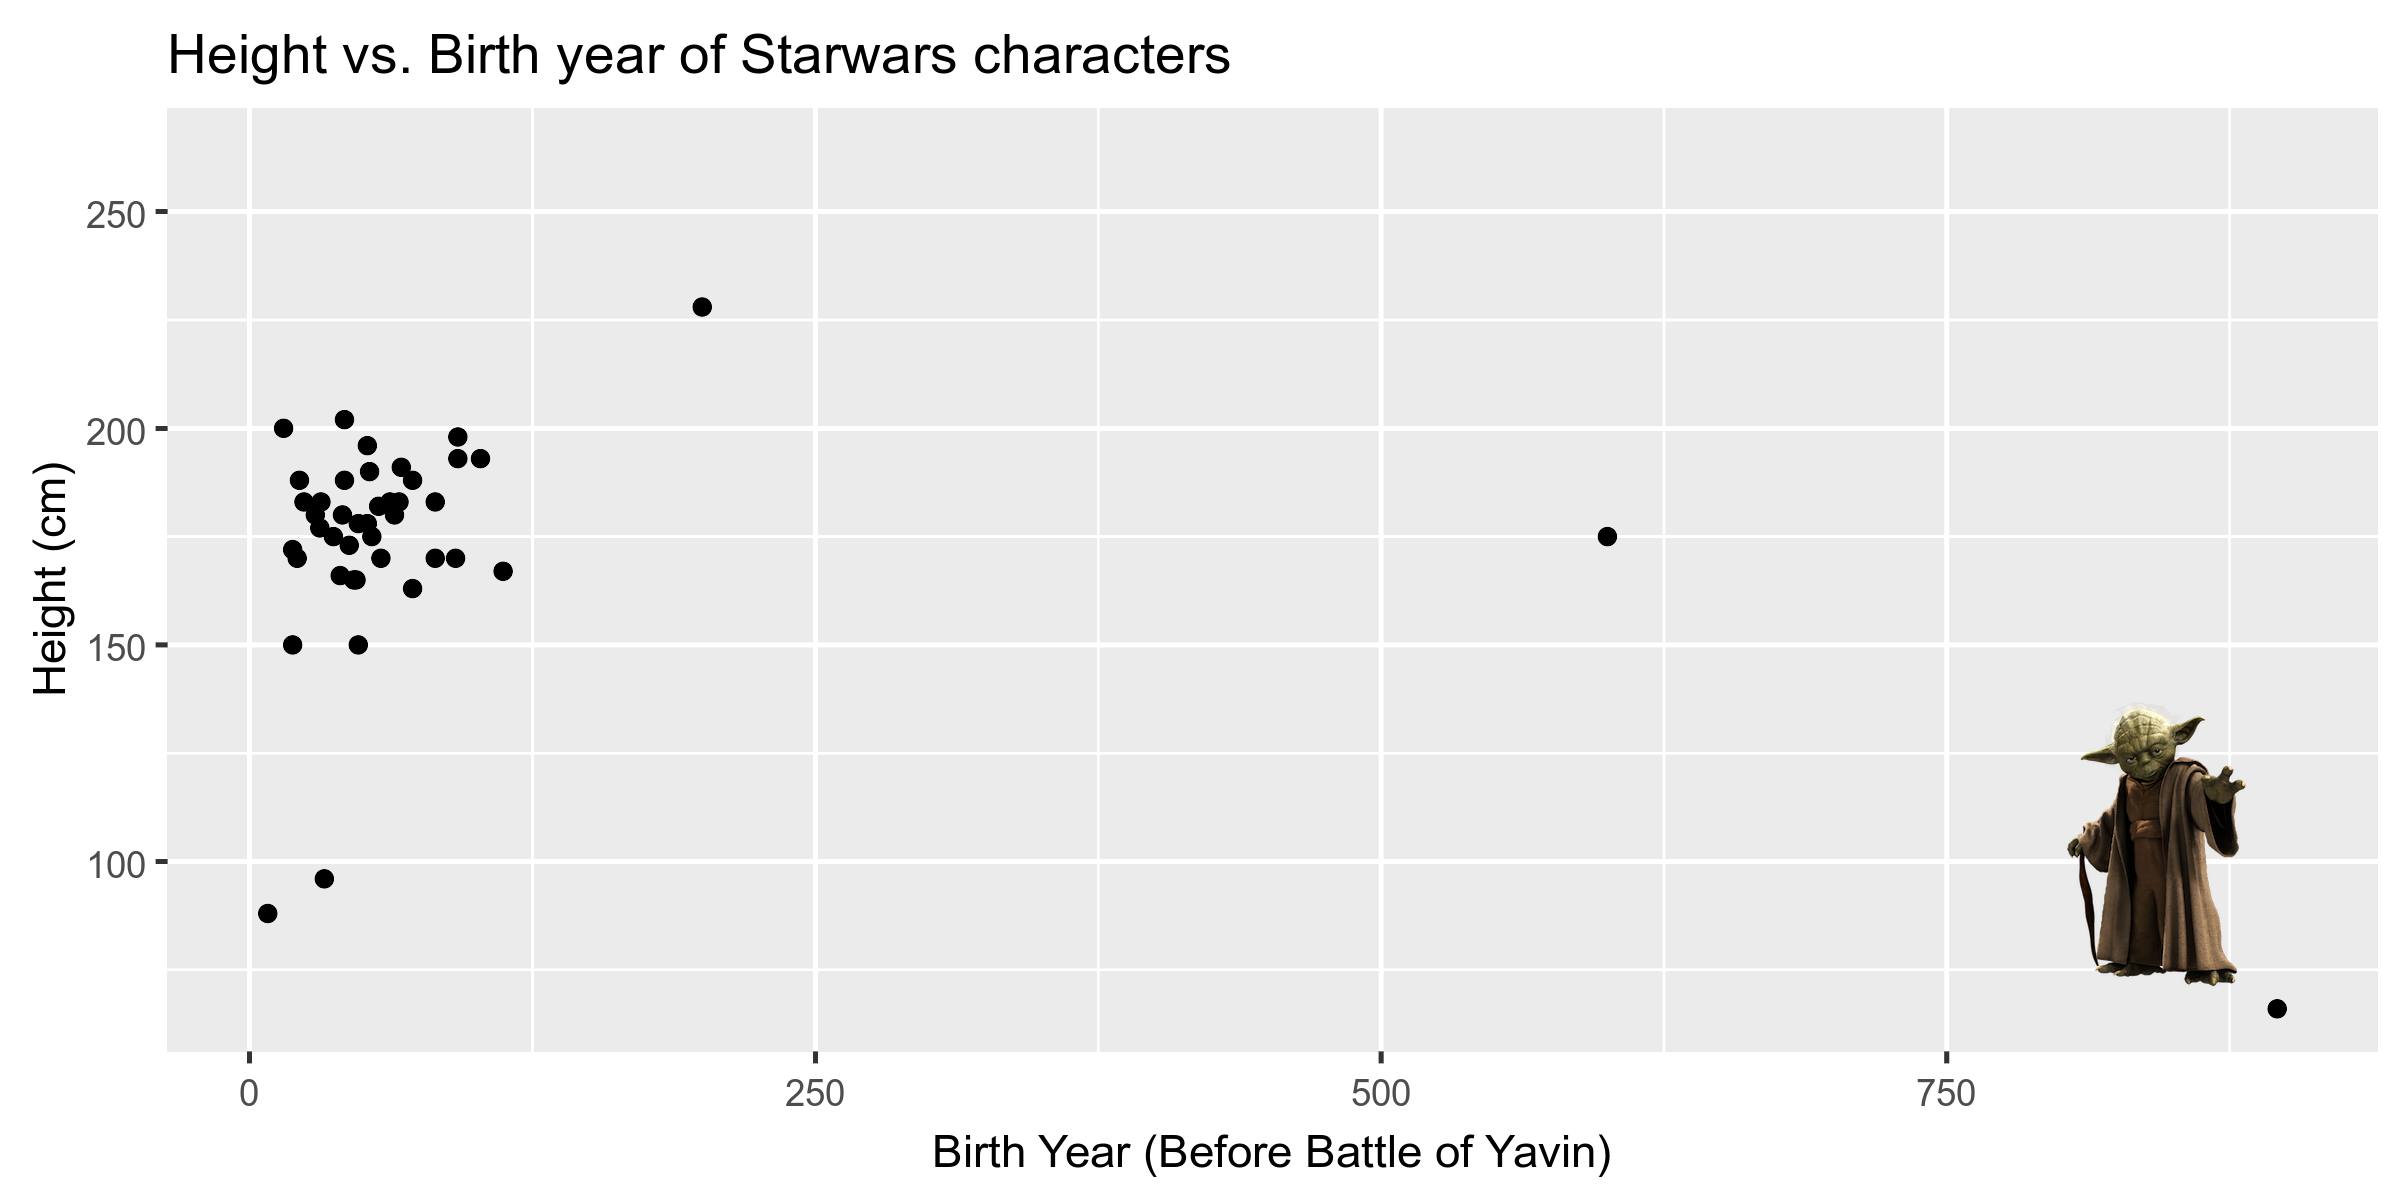 Height vs. Birth year of Starwars characters
250
200
150
100
Height (cm)
0 250 500 750
Birth Year (Before Battle of Yavin)